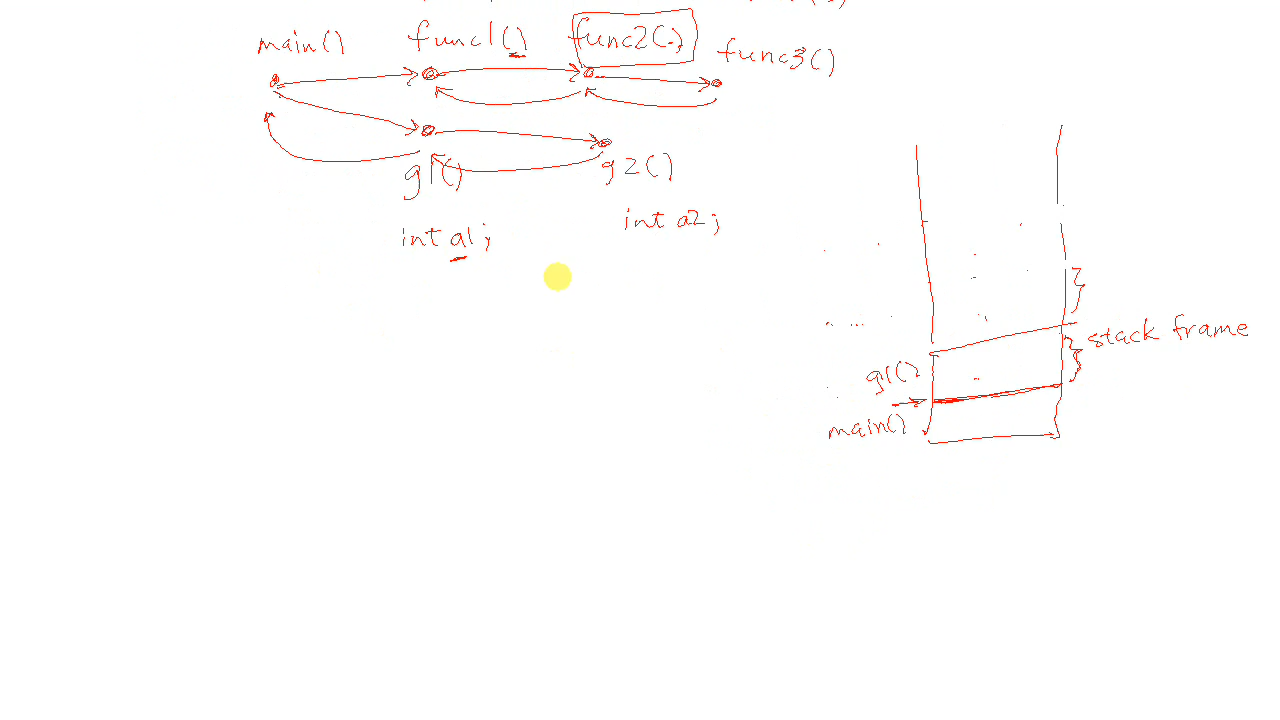 main()
func1()
func2()
func3()
g1()
g2()
int a1;
int a2;
stack frame
g1()
main()